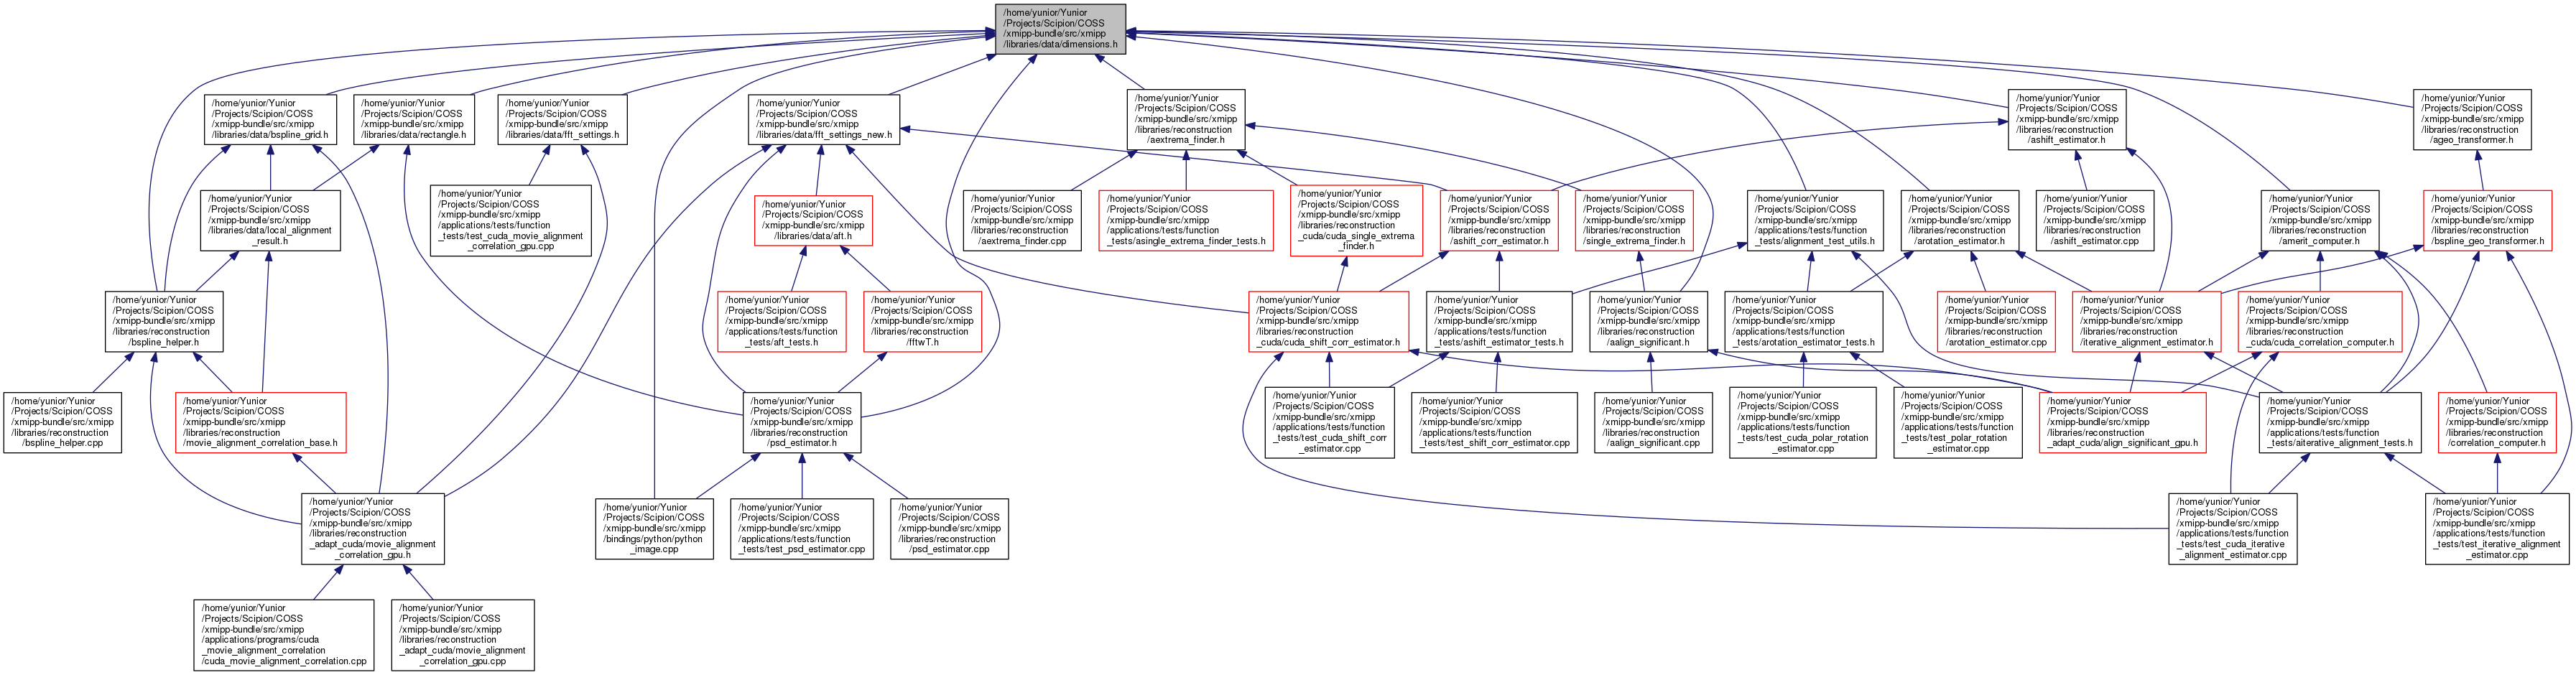 /home/yunior/Yunior
/Projects/Scipion/COSS
/xmipp-bundle/src/xmipp
/libraries/data/dimensions.h
/home/yunior/Yunior
/Projects/Scipion/COSS
/xmipp-bundle/src/xmipp
/libraries/data/bspline_grid.h
/home/yunior/Yunior
/Projects/Scipion/COSS
/xmipp-bundle/src/xmipp
/libraries/data/rectangle.h
/home/yunior/Yunior
/Projects/Scipion/COSS
/xmipp-bundle/src/xmipp
/libraries/data/fft_settings.h
/home/yunior/Yunior
/Projects/Scipion/COSS
/xmipp-bundle/src/xmipp
/libraries/data/fft_settings_new.h
/home/yunior/Yunior
/Projects/Scipion/COSS
/xmipp-bundle/src/xmipp
/libraries/reconstruction
/aextrema_finder.h
/home/yunior/Yunior
/Projects/Scipion/COSS
/xmipp-bundle/src/xmipp
/libraries/reconstruction
/ashift_estimator.h
/home/yunior/Yunior
/Projects/Scipion/COSS
/xmipp-bundle/src/xmipp
/libraries/reconstruction
/ageo_transformer.h
/home/yunior/Yunior
/Projects/Scipion/COSS
/xmipp-bundle/src/xmipp
/libraries/data/local_alignment
_result.h
/home/yunior/Yunior
/Projects/Scipion/COSS
/xmipp-bundle/src/xmipp
/applications/tests/function
_tests/test_cuda_movie_alignment
_correlation_gpu.cpp
/home/yunior/Yunior
/Projects/Scipion/COSS
/xmipp-bundle/src/xmipp
/libraries/data/aft.h
/home/yunior/Yunior
/Projects/Scipion/COSS
/xmipp-bundle/src/xmipp
/libraries/reconstruction
/aextrema_finder.cpp
/home/yunior/Yunior
/Projects/Scipion/COSS
/xmipp-bundle/src/xmipp
/applications/tests/function
_tests/asingle_extrema_finder_tests.h
/home/yunior/Yunior
/Projects/Scipion/COSS
/xmipp-bundle/src/xmipp
/libraries/reconstruction
_cuda/cuda_single_extrema
_finder.h
/home/yunior/Yunior
/Projects/Scipion/COSS
/xmipp-bundle/src/xmipp
/libraries/reconstruction
/ashift_corr_estimator.h
/home/yunior/Yunior
/Projects/Scipion/COSS
/xmipp-bundle/src/xmipp
/libraries/reconstruction
/single_extrema_finder.h
/home/yunior/Yunior
/Projects/Scipion/COSS
/xmipp-bundle/src/xmipp
/applications/tests/function
_tests/alignment_test_utils.h
/home/yunior/Yunior
/Projects/Scipion/COSS
/xmipp-bundle/src/xmipp
/libraries/reconstruction
/arotation_estimator.h
/home/yunior/Yunior
/Projects/Scipion/COSS
/xmipp-bundle/src/xmipp
/libraries/reconstruction
/ashift_estimator.cpp
/home/yunior/Yunior
/Projects/Scipion/COSS
/xmipp-bundle/src/xmipp
/libraries/reconstruction
/amerit_computer.h
/home/yunior/Yunior
/Projects/Scipion/COSS
/xmipp-bundle/src/xmipp
/libraries/reconstruction
/bspline_geo_transformer.h
/home/yunior/Yunior
/Projects/Scipion/COSS
/xmipp-bundle/src/xmipp
/libraries/reconstruction
/bspline_helper.h
/home/yunior/Yunior
/Projects/Scipion/COSS
/xmipp-bundle/src/xmipp
/applications/tests/function
_tests/aft_tests.h
/home/yunior/Yunior
/Projects/Scipion/COSS
/xmipp-bundle/src/xmipp
/libraries/reconstruction
/fftwT.h
/home/yunior/Yunior
/Projects/Scipion/COSS
/xmipp-bundle/src/xmipp
/libraries/reconstruction
_cuda/cuda_shift_corr_estimator.h
/home/yunior/Yunior
/Projects/Scipion/COSS
/xmipp-bundle/src/xmipp
/applications/tests/function
_tests/ashift_estimator_tests.h
/home/yunior/Yunior
/Projects/Scipion/COSS
/xmipp-bundle/src/xmipp
/libraries/reconstruction
/aalign_significant.h
/home/yunior/Yunior
/Projects/Scipion/COSS
/xmipp-bundle/src/xmipp
/applications/tests/function
_tests/arotation_estimator_tests.h
/home/yunior/Yunior
/Projects/Scipion/COSS
/xmipp-bundle/src/xmipp
/libraries/reconstruction
/arotation_estimator.cpp
/home/yunior/Yunior
/Projects/Scipion/COSS
/xmipp-bundle/src/xmipp
/libraries/reconstruction
/iterative_alignment_estimator.h
/home/yunior/Yunior
/Projects/Scipion/COSS
/xmipp-bundle/src/xmipp
/libraries/reconstruction
_cuda/cuda_correlation_computer.h
/home/yunior/Yunior
/Projects/Scipion/COSS
/xmipp-bundle/src/xmipp
/libraries/reconstruction
/bspline_helper.cpp
/home/yunior/Yunior
/Projects/Scipion/COSS
/xmipp-bundle/src/xmipp
/libraries/reconstruction
/movie_alignment_correlation_base.h
/home/yunior/Yunior
/Projects/Scipion/COSS
/xmipp-bundle/src/xmipp
/libraries/reconstruction
/psd_estimator.h
/home/yunior/Yunior
/Projects/Scipion/COSS
/xmipp-bundle/src/xmipp
/applications/tests/function
_tests/test_cuda_shift_corr
_estimator.cpp
/home/yunior/Yunior
/Projects/Scipion/COSS
/xmipp-bundle/src/xmipp
/applications/tests/function
_tests/test_shift_corr_estimator.cpp
/home/yunior/Yunior
/Projects/Scipion/COSS
/xmipp-bundle/src/xmipp
/libraries/reconstruction
/aalign_significant.cpp
/home/yunior/Yunior
/Projects/Scipion/COSS
/xmipp-bundle/src/xmipp
/applications/tests/function
_tests/test_cuda_polar_rotation
_estimator.cpp
/home/yunior/Yunior
/Projects/Scipion/COSS
/xmipp-bundle/src/xmipp
/applications/tests/function
_tests/test_polar_rotation
_estimator.cpp
/home/yunior/Yunior
/Projects/Scipion/COSS
/xmipp-bundle/src/xmipp
/libraries/reconstruction
_adapt_cuda/align_significant_gpu.h
/home/yunior/Yunior
/Projects/Scipion/COSS
/xmipp-bundle/src/xmipp
/applications/tests/function
_tests/aiterative_alignment_tests.h
/home/yunior/Yunior
/Projects/Scipion/COSS
/xmipp-bundle/src/xmipp
/libraries/reconstruction
/correlation_computer.h
/home/yunior/Yunior
/Projects/Scipion/COSS
/xmipp-bundle/src/xmipp
/libraries/reconstruction
_adapt_cuda/movie_alignment
_correlation_gpu.h
/home/yunior/Yunior
/Projects/Scipion/COSS
/xmipp-bundle/src/xmipp
/bindings/python/python
_image.cpp
/home/yunior/Yunior
/Projects/Scipion/COSS
/xmipp-bundle/src/xmipp
/applications/tests/function
_tests/test_psd_estimator.cpp
/home/yunior/Yunior
/Projects/Scipion/COSS
/xmipp-bundle/src/xmipp
/libraries/reconstruction
/psd_estimator.cpp
/home/yunior/Yunior
/Projects/Scipion/COSS
/xmipp-bundle/src/xmipp
/applications/tests/function
_tests/test_cuda_iterative
_alignment_estimator.cpp
/home/yunior/Yunior
/Projects/Scipion/COSS
/xmipp-bundle/src/xmipp
/applications/tests/function
_tests/test_iterative_alignment
_estimator.cpp
/home/yunior/Yunior
/Projects/Scipion/COSS
/xmipp-bundle/src/xmipp
/applications/programs/cuda
_movie_alignment_correlation
/cuda_movie_alignment_correlation.cpp
/home/yunior/Yunior
/Projects/Scipion/COSS
/xmipp-bundle/src/xmipp
/libraries/reconstruction
_adapt_cuda/movie_alignment
_correlation_gpu.cpp